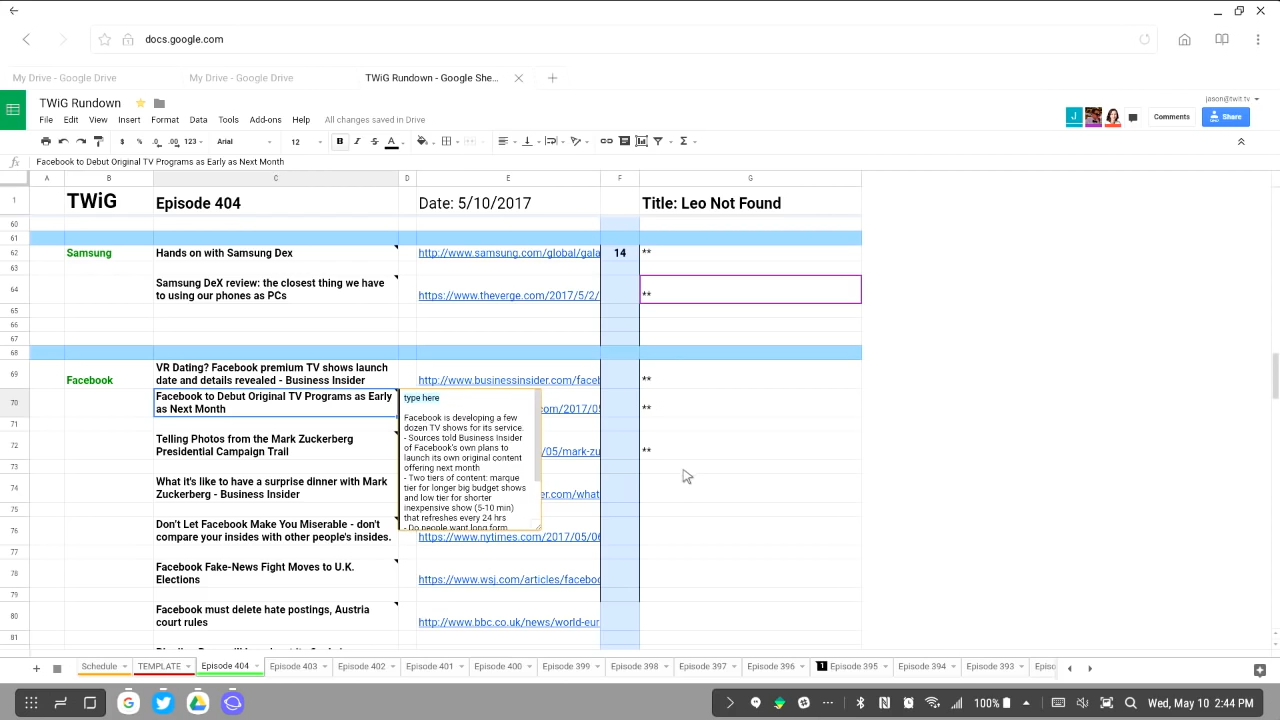 docs.google.com
My Drive - Google Drive
My Drive - Google Drive
TWiG Rundown - Google She...
TWiG Rundown
jason@twit.tv
File Edit View Insert Format Data Tools Add-ons Help All changes saved in Drive
Comments
Share
$ % .0 .00 123 Arial 12 B I S A
fx Facebook to Debut Original TV Programs as Early as Next Month
A B C D E F G
1 TWiG Episode 404 Date: 5/10/2017 Title: Leo Not Found
60
61
62 Samsung Hands on with Samsung Dex http://www.samsung.com/global/gala 14 **
63
Samsung DeX review: the closest thing we have
64 to using our phones as PCs https://www.theverge.com/2017/5/2/ **
65
66
67
68
VR Dating? Facebook premium TV shows launch
69 Facebook date and details revealed - Business Insider http://www.businessinsider.com/faceb **
Facebook to Debut Original TV Programs as Early
70 as Next Month .com/2017/05 **
71
Telling Photos from the Mark Zuckerberg
72 Presidential Campaign Trail /05/mark-zu **
73
What it's like to have a surprise dinner with Mark
74 Zuckerberg - Business Insider er.com/what
75
Don't Let Facebook Make You Miserable - don't
76 compare your insides with other people's insides. https://www.nytimes.com/2017/05/06
77
Facebook Fake-News Fight Moves to U.K.
78 Elections https://www.wsj.com/articles/faceboo
79
Facebook must delete hate postings, Austria
80 court rules http://www.bbc.co.uk/news/world-eur
81
type here
Facebook is developing a few
dozen TV shows for its service.
- Sources told Business Insider
of Facebook's own plans to
launch its own original content
offering next month
- Two tiers of content: marque
tier for longer big budget shows
and low tier for shorter
inexpensive show (5-10 min)
that refreshes every 24 hrs
- Do people want long form
Schedule TEMPLATE Episode 404 Episode 403 Episode 402 Episode 401 Episode 400 Episode 399 Episode 398 Episode 397 Episode 396 1 Episode 395 Episode 394 Episode 393 Episo
100% Wed, May 10 2:44 PM